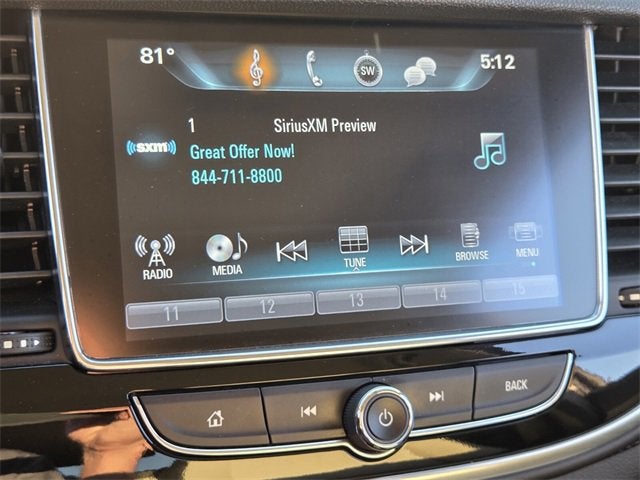 81° SW 5:12
1 SiriusXM Preview
((sxm)) Great Offer Now!
844-711-8800
RADIO MEDIA TUNE BROWSE MENU
11 12 13 14 15
BACK